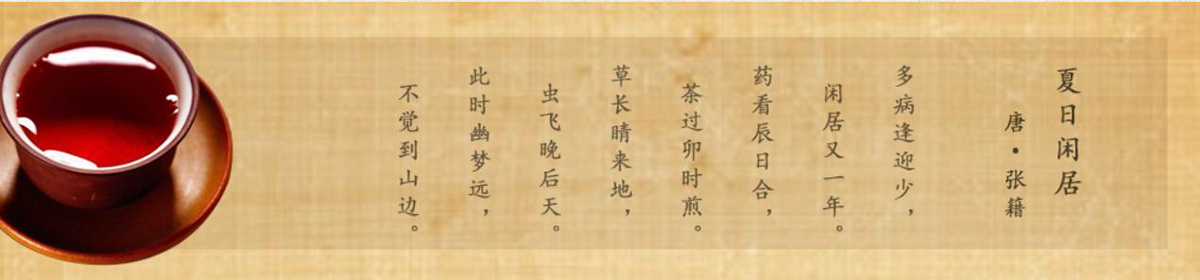 夏日闲居
唐·张籍
多病逢迎少，
闲居又一年。
药看辰日合，
茶过卯时煎。
草长晴来地，
虫飞晚后天。
此时幽梦远，
不觉到山边。